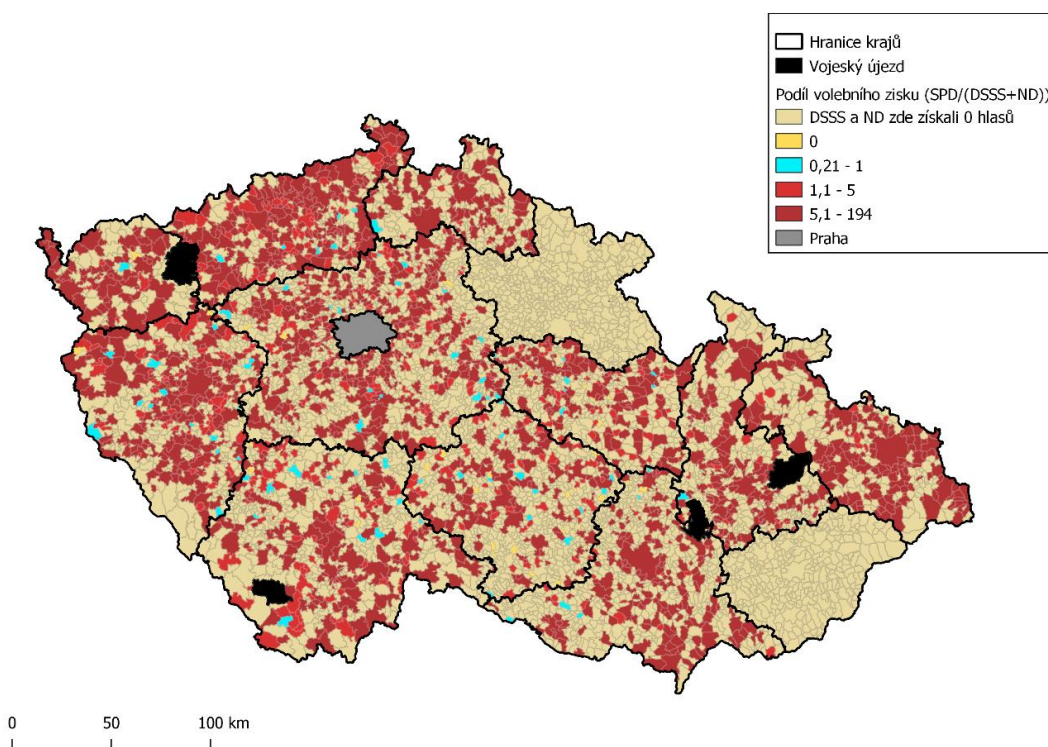 Hranice krajů
Vojeský újezd
Podíl volebního zisku (SPD/(DSSS+ND))
DSSS a ND zde získali 0 hlasů
0
0,21 - 1
1,1 - 5
5,1 - 194
Praha
0 50 100 km